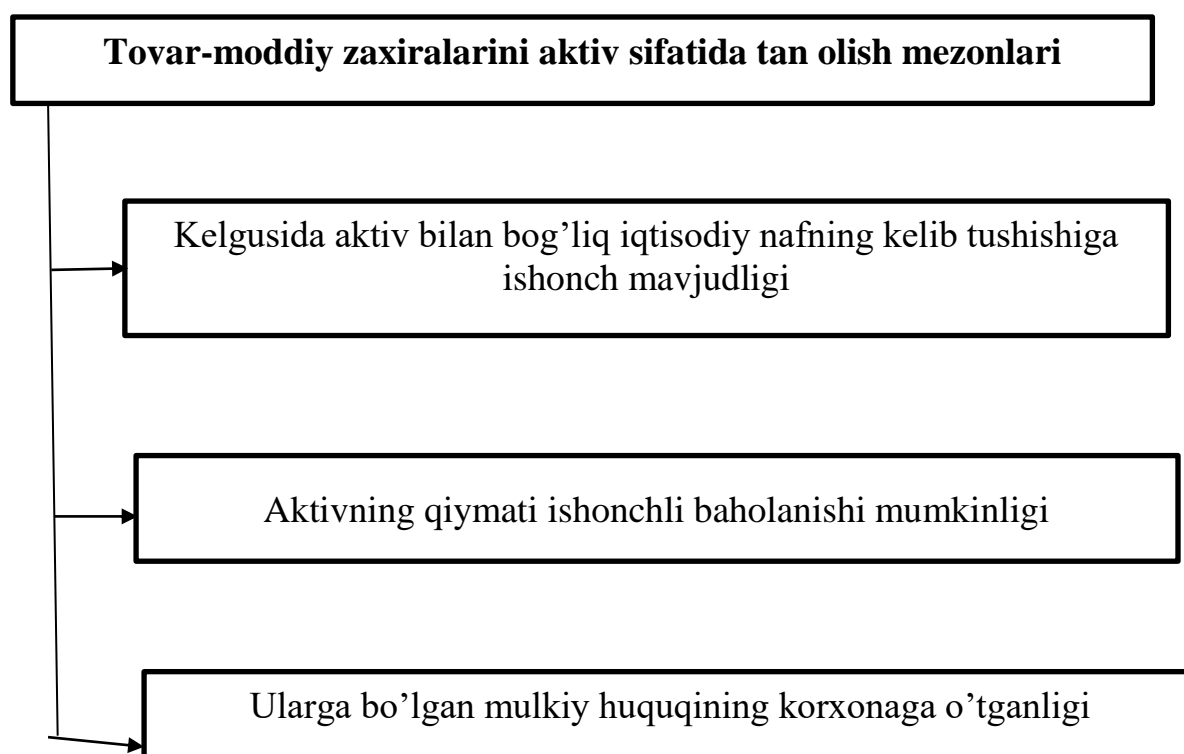 Tovar-moddiy zaxiralarini aktiv sifatida tan olish mezonlari
Kelgusida aktiv bilan bog’liq iqtisodiy nafning kelib tushishiga
ishonch mavjudligi
Aktivning qiymati ishonchli baholanishi mumkinligi
Ularga bo’lgan mulkiy huquqining korxonaga o’tganligi